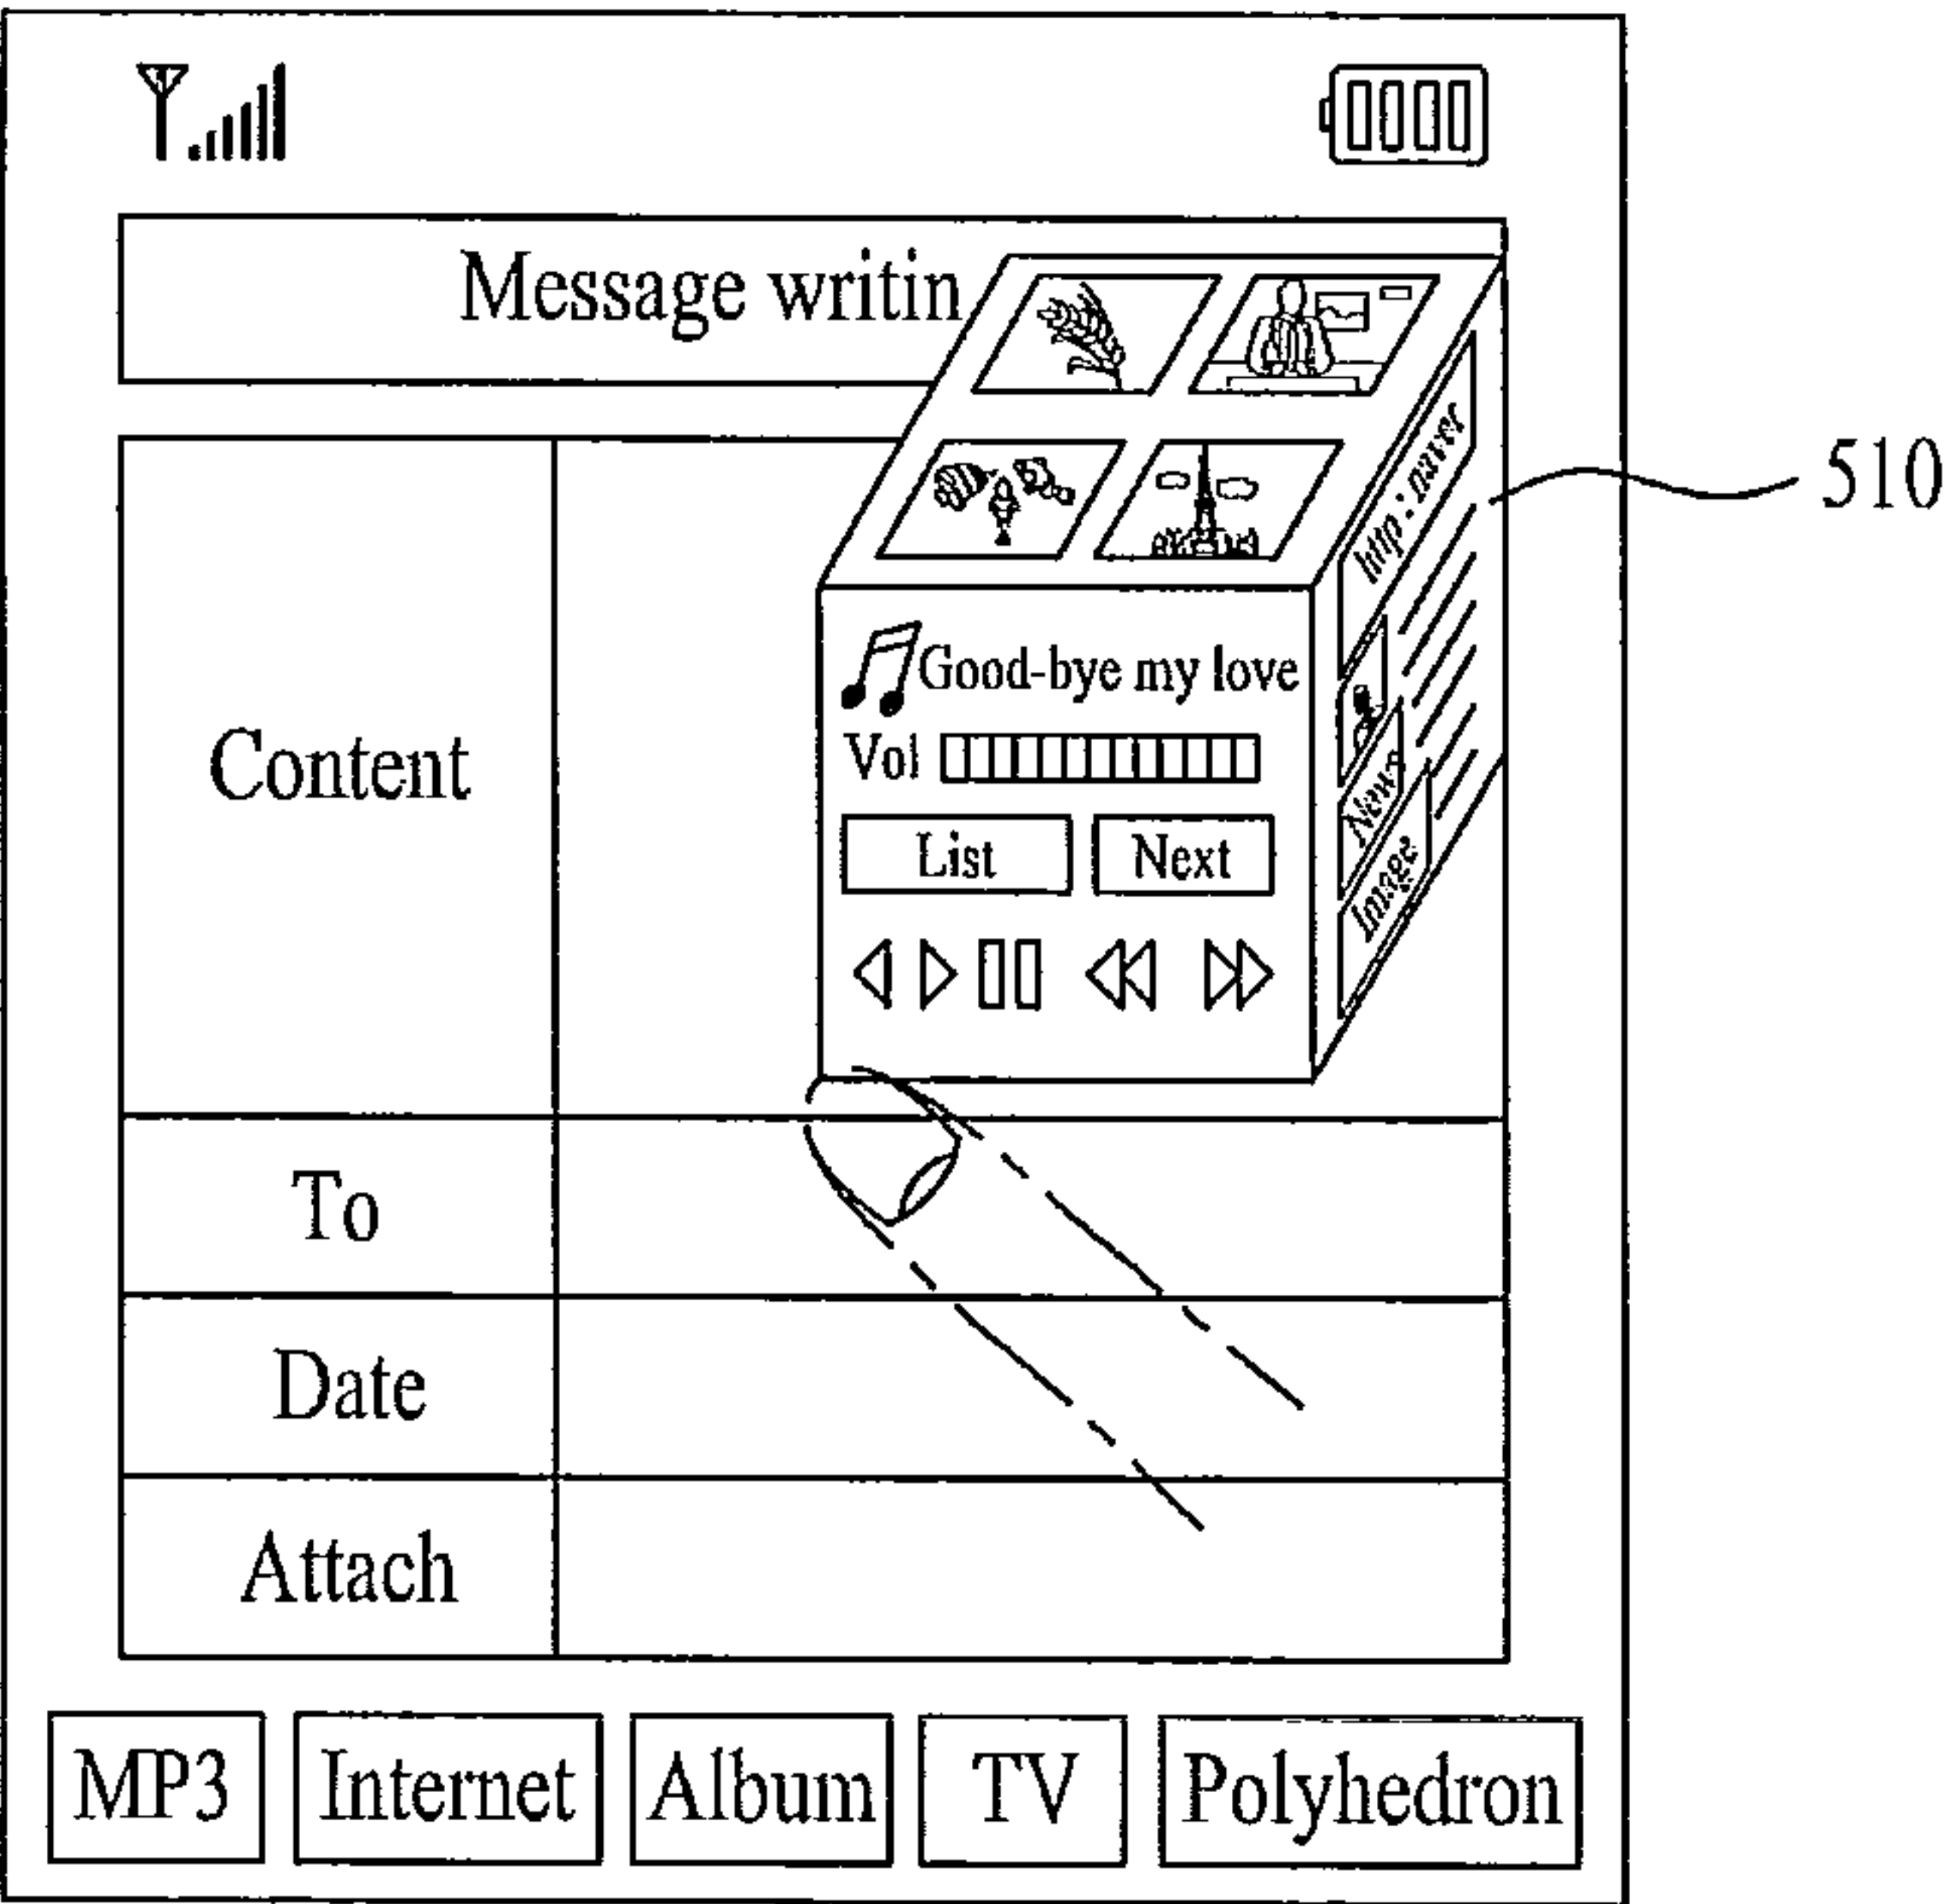 Message writin
http:naver
510
Good-bye my love
Vol
List Next
News
Image
Content
To
Date
Attach
MP3 Internet Album TV Polyhedron